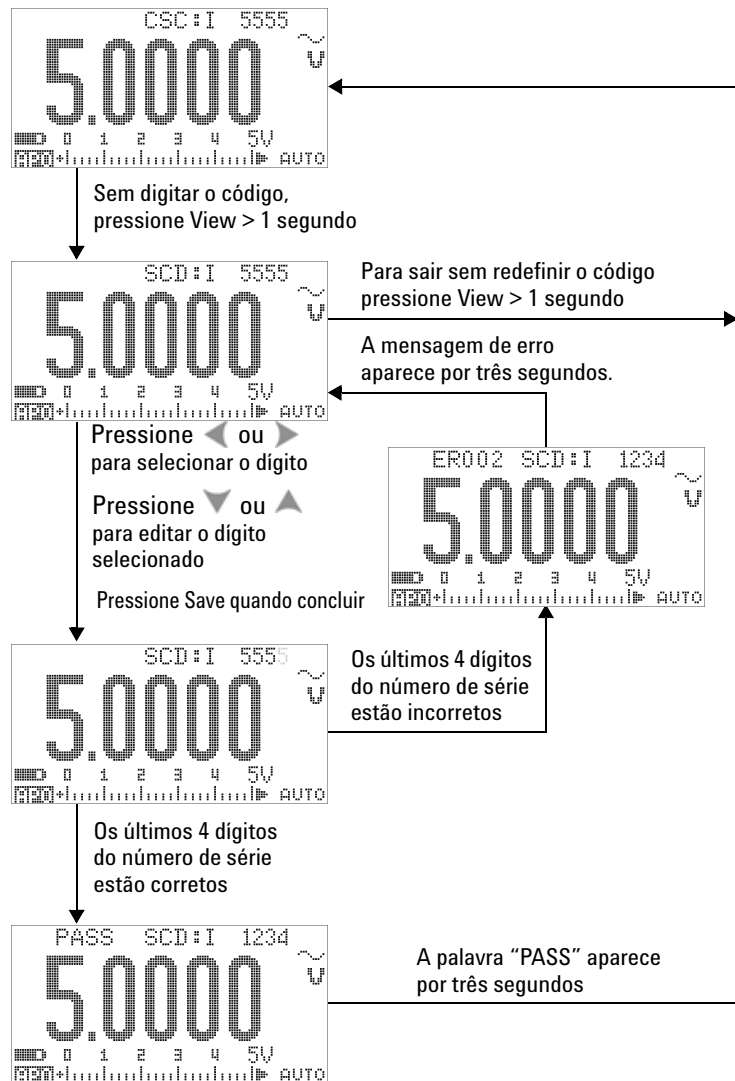 CSC:I 5555
5.0000
V
0 1 2 3 4 5V
APO AUTO
Sem digitar o código,
pressione View > 1 segundo
SCD:I 5555
5.0000
V
0 1 2 3 4 5V
APO AUTO
Para sair sem redefinir o código
pressione View > 1 segundo
A mensagem de erro
aparece por três segundos.
Pressione ou
para selecionar o dígito
Pressione ou
para editar o dígito
selecionado
Pressione Save quando concluir
ER002 SCD:I 1234
5.0000
V
0 1 2 3 4 5V
APO AUTO
SCD:I 5555
5.0000
V
0 1 2 3 4 5V
APO AUTO
Os últimos 4 dígitos
do número de série
estão incorretos
Os últimos 4 dígitos
do número de série
estão corretos
PASS SCD:I 1234
5.0000
V
0 1 2 3 4 5V
APO AUTO
A palavra “PASS” aparece
por três segundos